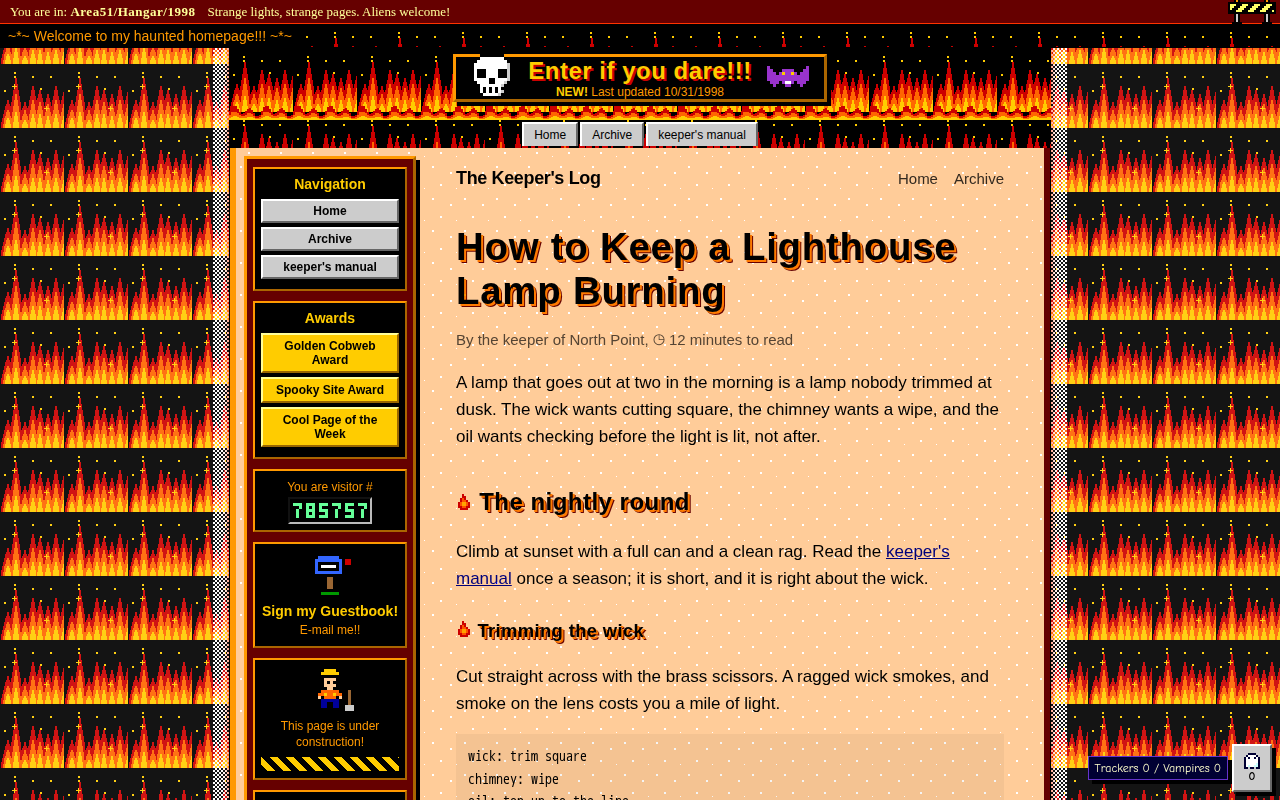 You are in: Area51/Hangar/1998 Strange lights, strange pages. Aliens welcome!
~*~ Welcome to my haunted homepage!!! ~*~
Enter if you dare!!!
NEW! Last updated 10/31/1998
Home Archive keeper's manual
Navigation
Home
Archive
keeper's manual
Awards
Golden Cobweb
Award
Spooky Site Award
Cool Page of the
Week
You are visitor #
785757
Sign my Guestbook!
E-mail me!!
This page is under
construction!
The Keeper's Log
Home Archive
How to Keep a Lighthouse
Lamp Burning
By the keeper of North Point, 12 minutes to read
A lamp that goes out at two in the morning is a lamp nobody trimmed at
dusk. The wick wants cutting square, the chimney wants a wipe, and the
oil wants checking before the light is lit, not after.
The nightly round
Climb at sunset with a full can and a clean rag. Read the keeper's
manual once a season; it is short, and it is right about the wick.
Trimming the wick
Cut straight across with the brass scissors. A ragged wick smokes, and
smoke on the lens costs you a mile of light.
wick: trim square
chimney: wipe
oil: top up to the line
Trackers 0 / Vampires 0
0